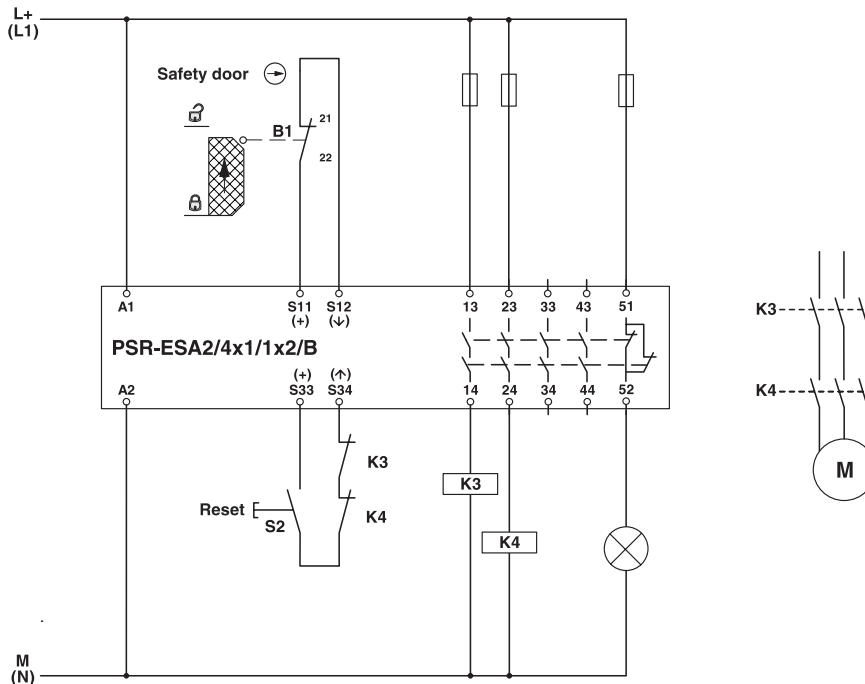 L+
(L1)
Safety door
B1
21
22
A1
S11
(+)
S12
(↓)
13
23
33
43
51
PSR-ESA2/4x1/1x2/B
A2
(+)
S33
(↑)
S34
14
24
34
44
52
K3
K4
Reset
S2
K3
K4
K3
K4
M
M
(N)